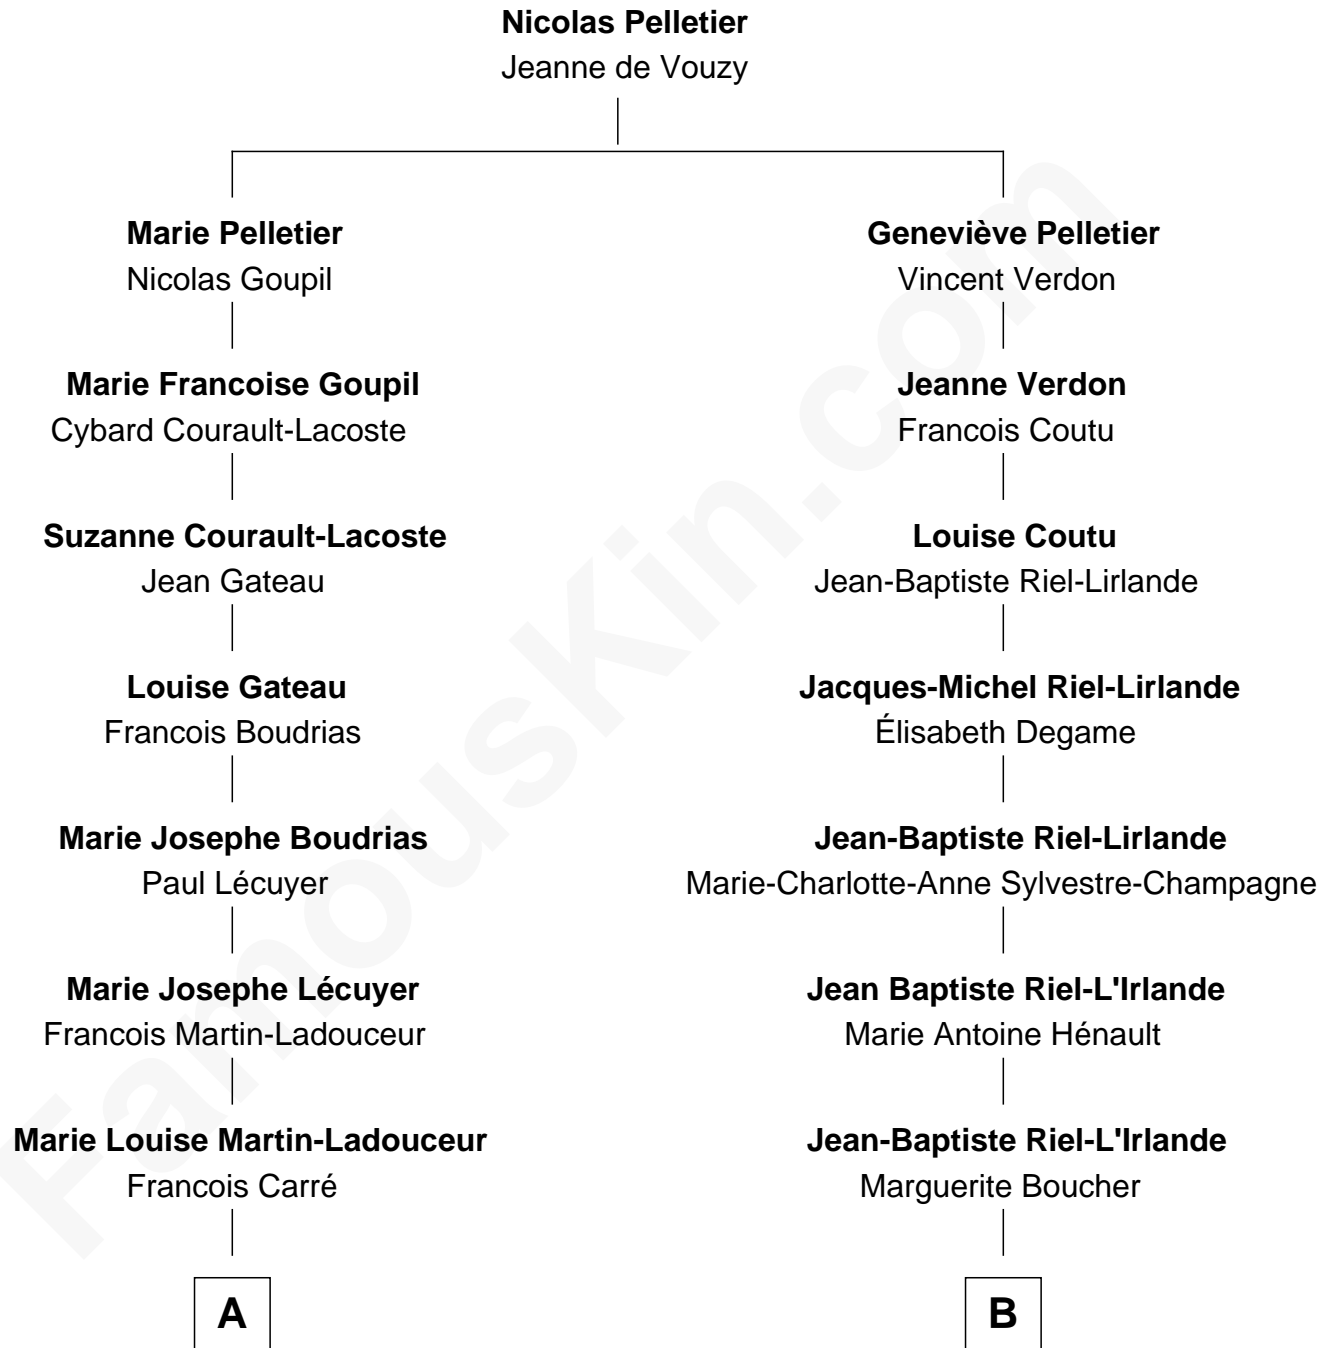 Nicolas Pelletier
Jeanne de Vouzy
Marie Pelletier
Nicolas Goupil
Geneviève Pelletier
Vincent Verdon
Marie Francoise Goupil
Cybard Courault-Lacoste
Jeanne Verdon
Francois Coutu
Suzanne Courault-Lacoste
Jean Gateau
Louise Coutu
Jean-Baptiste Riel-Lirlande
Louise Gateau
Francois Boudrias
Jacques-Michel Riel-Lirlande
Élisabeth Degame
Marie Josephe Boudrias
Paul Lécuyer
Jean-Baptiste Riel-Lirlande
Marie-Charlotte-Anne Sylvestre-Champagne
Marie Josephe Lécuyer
Francois Martin-Ladouceur
Jean Baptiste Riel-L'Irlande
Marie Antoine Hénault
Marie Louise Martin-Ladouceur
Francois Carré
Jean-Baptiste Riel-L'Irlande
Marguerite Boucher
A
B
FamousKin.com